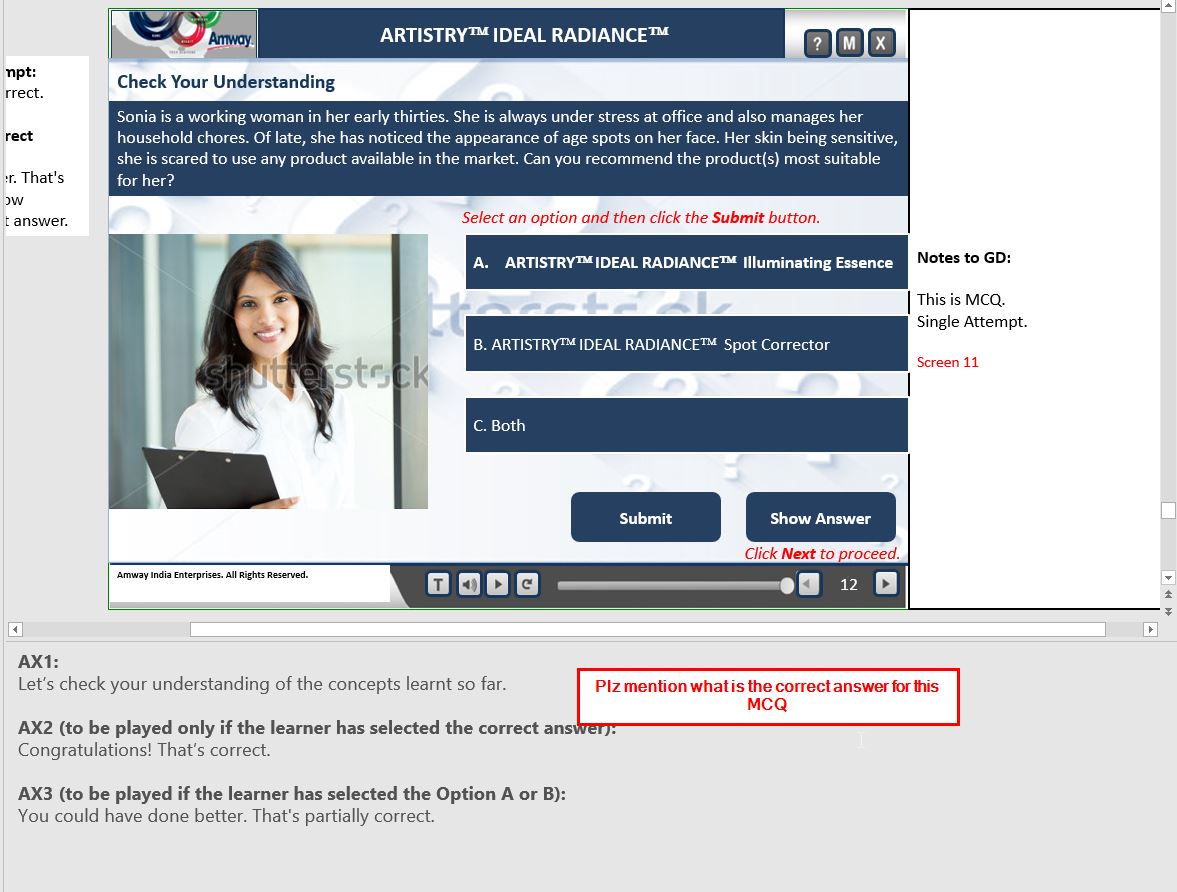 Amway
ARTISTRY™ IDEAL RADIANCE™
? M X
Check Your Understanding
Sonia is a working woman in her early thirties. She is always under stress at office and also manages her
household chores. Of late, she has noticed the appearance of age spots on her face. Her skin being sensitive,
she is scared to use any product available in the market. Can you recommend the product(s) most suitable
for her?
mpt:
rrect.
rect
er. That's
ow
t answer.
Select an option and then click the Submit button.
A. ARTISTRY™ IDEAL RADIANCE™ Illuminating Essence
B. ARTISTRY™ IDEAL RADIANCE™ Spot Corrector
C. Both
shutterstock
tterstock
Notes to GD:
This is MCQ.
Single Attempt.
Screen 11
Submit
Show Answer
Click Next to proceed.
Amway India Enterprises. All Rights Reserved.
T
12
AX1:
Let’s check your understanding of the concepts learnt so far.
Plz mention what is the correct answer for this
MCQ
AX2 (to be played only if the learner has selected the correct answer):
Congratulations! That’s correct.
AX3 (to be played if the learner has selected the Option A or B):
You could have done better. That's partially correct.